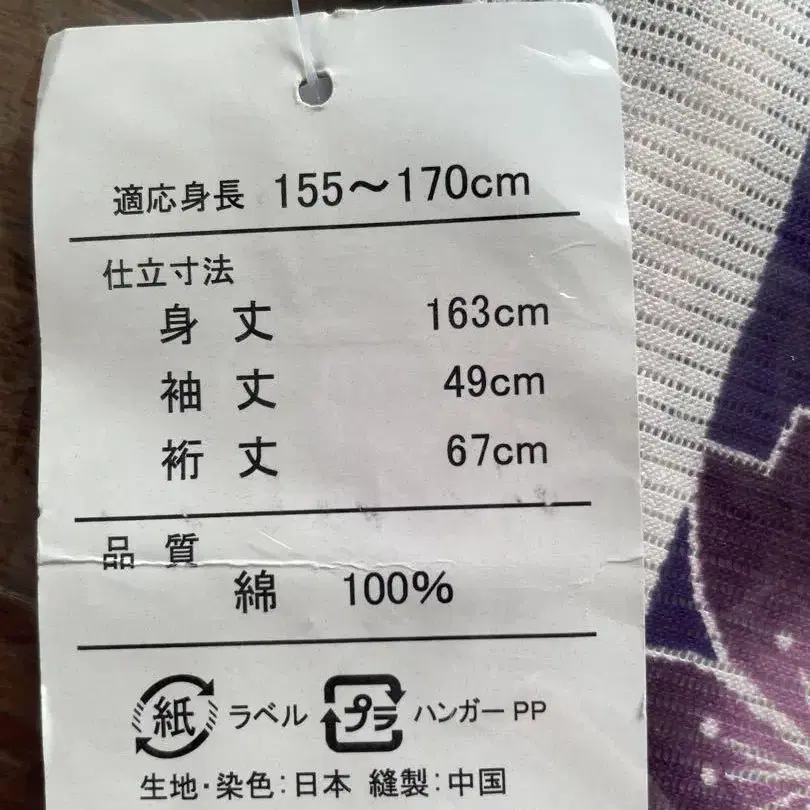 適応身長 155～170cm
仕立寸法
身丈 163cm
袖丈 49cm
裄丈 67cm
品質
綿 100%
紙 ラベル プラ ハンガーPP
生地・染色:日本 縫製:中国